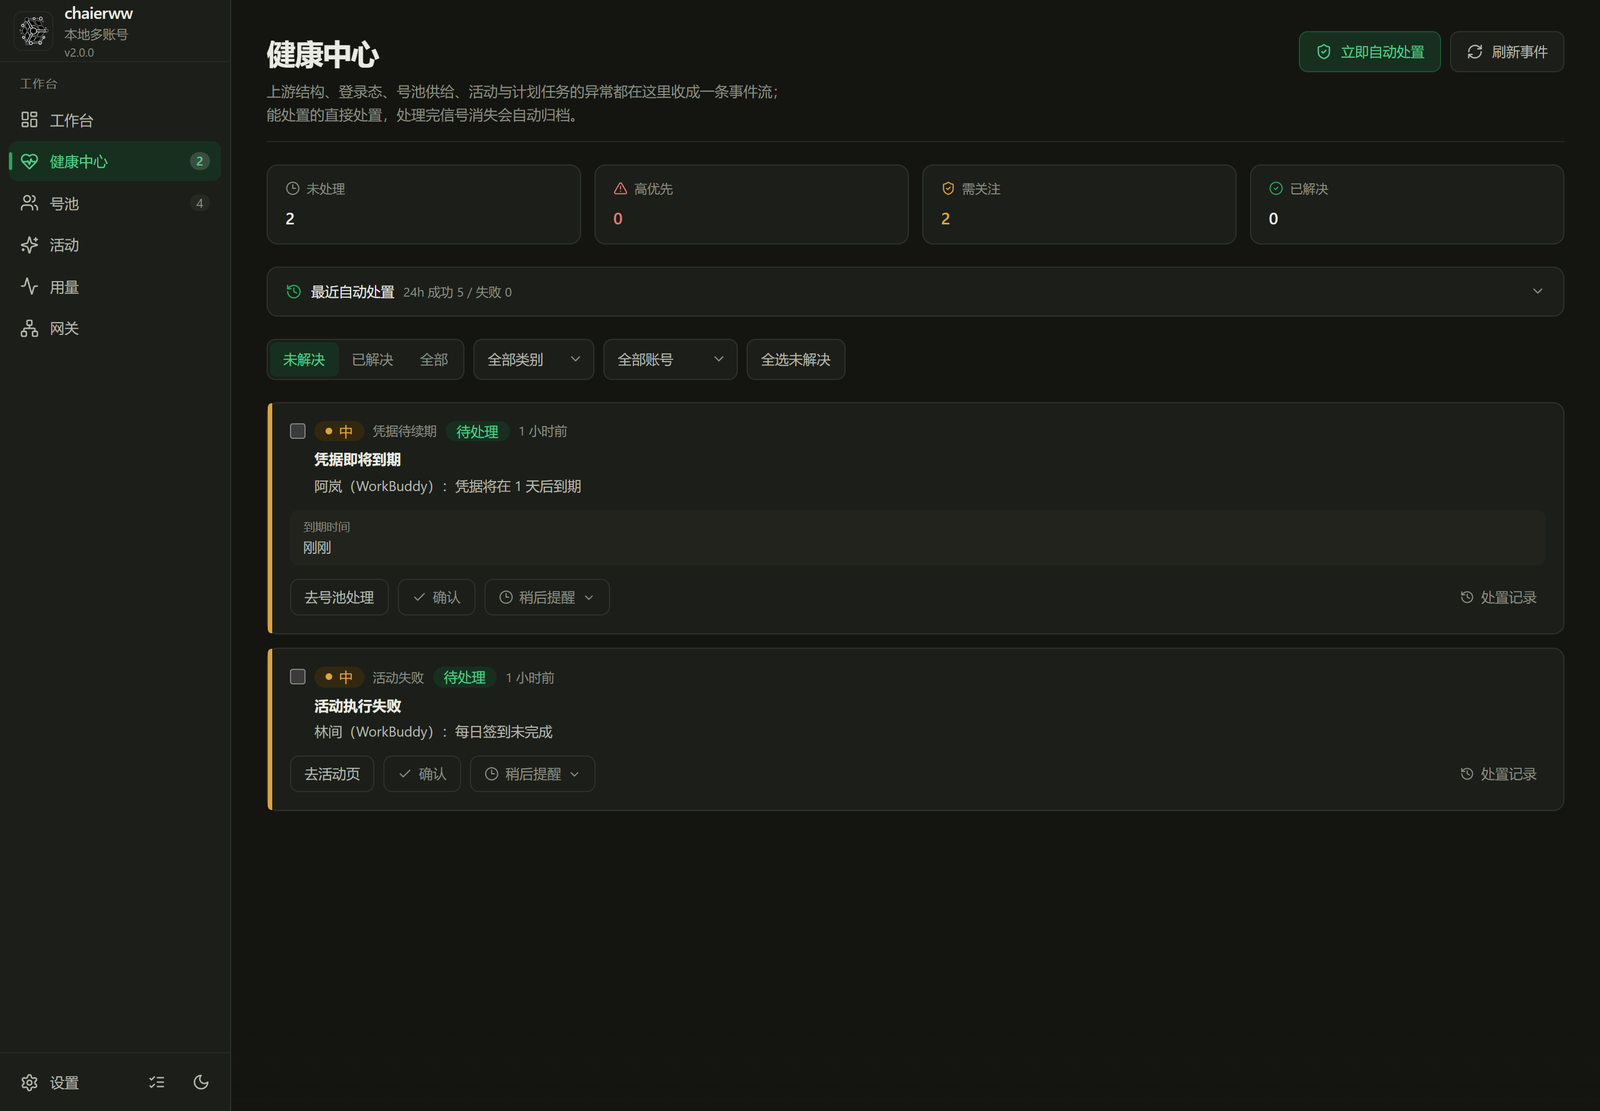 chaierww
本地多账号
v2.0.0
工作台
工作台
健康中心 2
号池 4
活动
用量
网关
设置
健康中心
上游结构、登录态、号池供给、活动与计划任务的异常都在这里收成一条事件流；
能处置的直接处置，处理完信号消失会自动归档。
立即自动处置
刷新事件
未处理
2
高优先
0
需关注
2
已解决
0
最近自动处置 24h 成功 5 / 失败 0
未解决 已解决 全部 全部类别 全部账号 全选未解决
中 凭据待续期 待处理 1 小时前
凭据即将到期
阿岚（WorkBuddy）：凭据将在 1 天后到期
到期时间
刚刚
去号池处理 确认 稍后提醒 处置记录
中 活动失败 待处理 1 小时前
活动执行失败
林间（WorkBuddy）：每日签到未完成
去活动页 确认 稍后提醒 处置记录